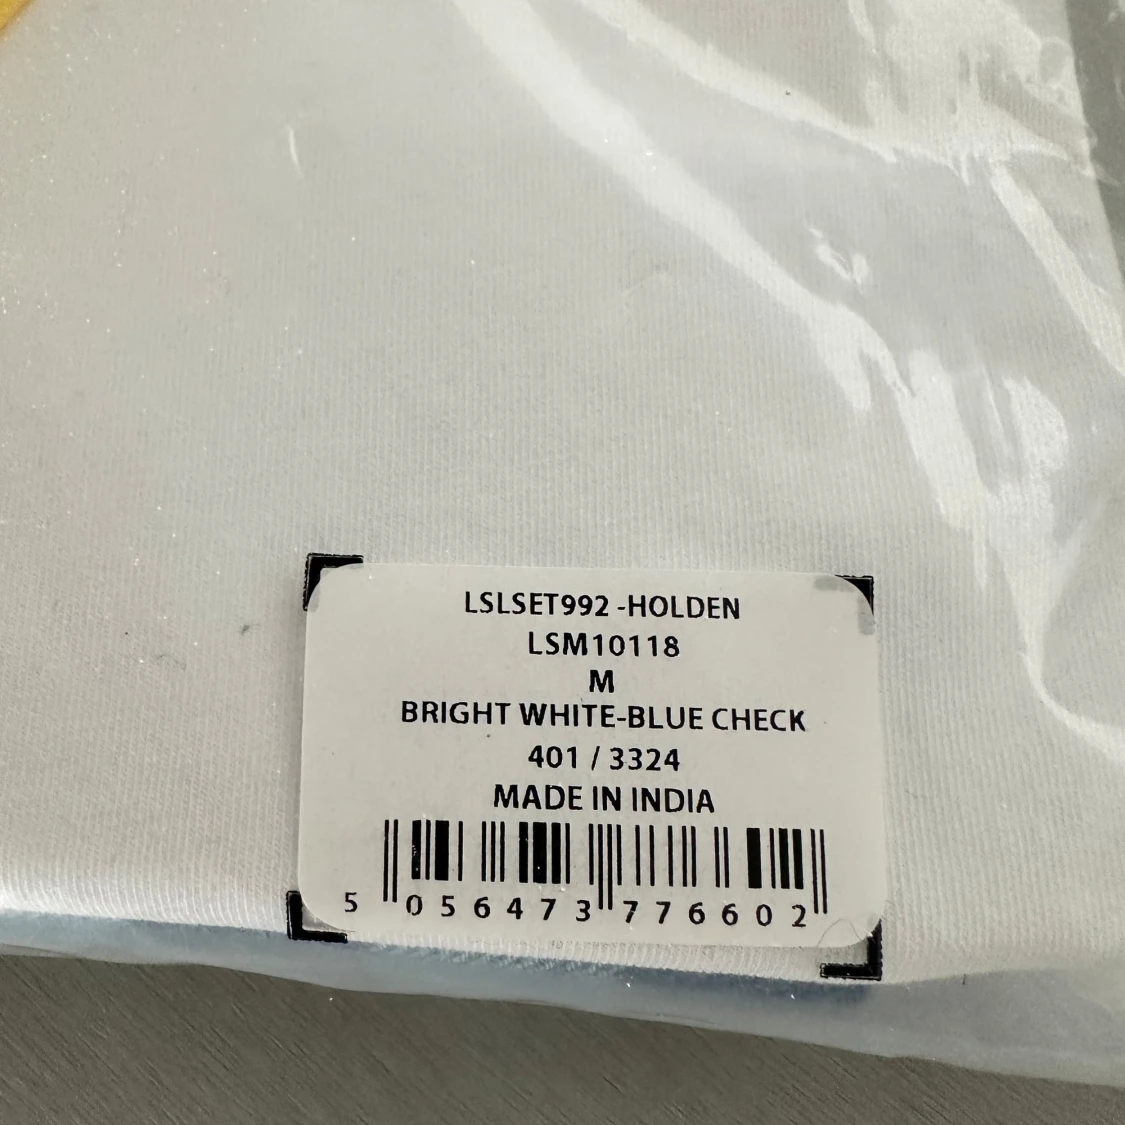 LSLSET992 -HOLDEN
LSM10118
M
BRIGHT WHITE-BLUE CHECK
401 / 3324
MADE IN INDIA
5 056473 776602